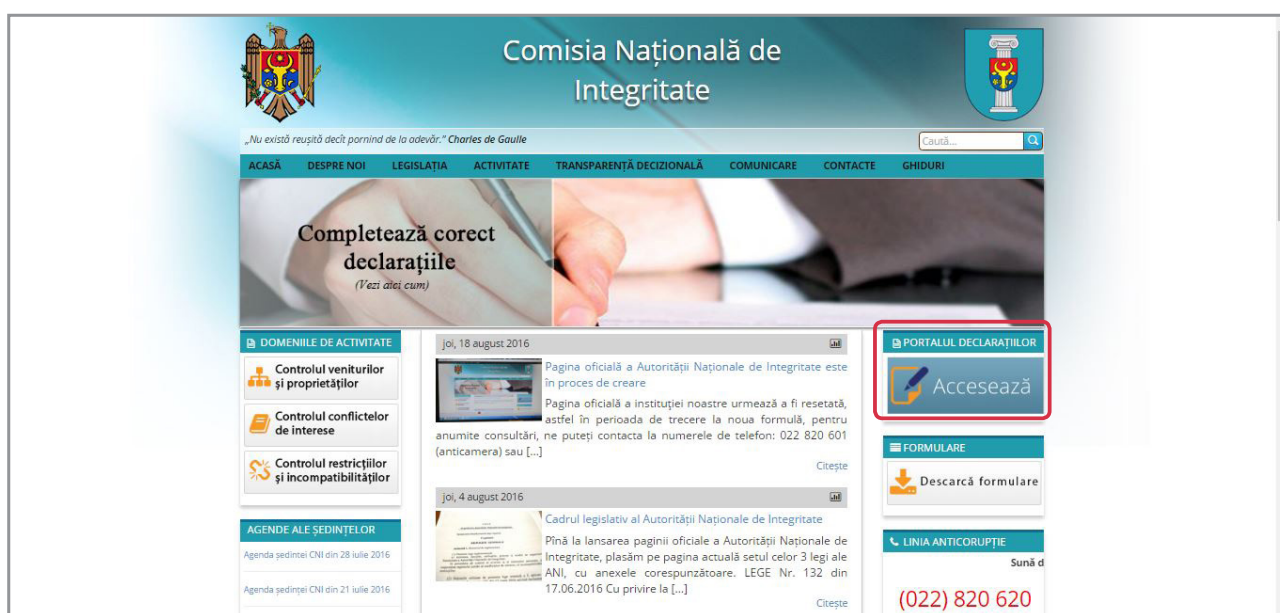 Comisia Națională de
Integritate
„Nu există reușită decît pornind de la adevăr.” Charles de Gaulle
Caută...
ACASĂ DESPRE NOI LEGISLAȚIA ACTIVITATE TRANSPARENȚĂ DECIZIONALĂ COMUNICARE CONTACTE GHIDURI
Completează corect
declarațiile
(Vezi aici cum)
DOMENIILE DE ACTIVITATE
Controlul veniturilor
și proprietăților
Controlul conflictelor
de interese
Controlul restricțiilor
și incompatibilităților
AGENDE ALE ȘEDINȚELOR
Agenda ședinței CNI din 28 iulie 2016
Agenda ședinței CNI din 21 iulie 2016
joi, 18 august 2016
Pagina oficială a Autorității Naționale de Integritate este
în proces de creare
Pagina oficială a instituției noastre urmează a fi resetată,
astfel în perioada de trecere la noua formulă, pentru
anumite consultări, ne puteți contacta la numerele de telefon: 022 820 601
(anticamera) sau [...]
Citește
joi, 4 august 2016
Cadrul legislativ al Autorității Naționale de Integritate
Pînă la lansarea paginii oficiale a Autorității Naționale de
Integritate, plasăm pe pagina actuală setul celor 3 legi ale
ANI, cu anexele corespunzătoare. LEGE Nr. 132 din
17.06.2016 Cu privire la [...]
Citește
PORTALUL DECLARAȚIILOR
Accesează
FORMULARE
Descarcă formulare
LINIA ANTICORUPȚIE
Sună d
(022) 820 620